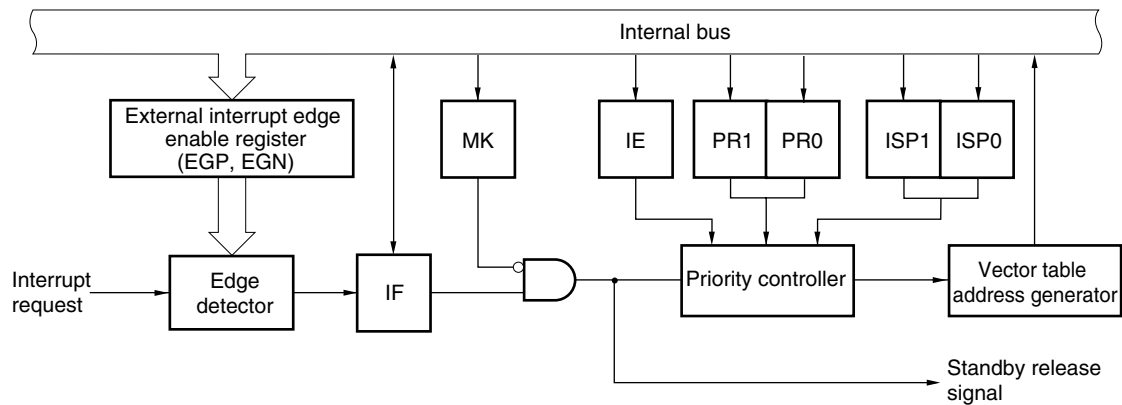 Internal bus
External interrupt edge
enable register
(EGP, EGN)
MK
IE
PR1
PR0
ISP1
ISP0
Interrupt
request
Edge
detector
IF
Priority controller
Vector table
address generator
Standby release
signal